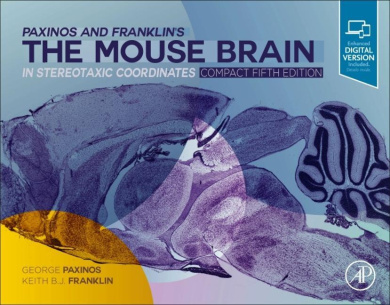 PAXINOS AND FRANKLIN'S
THE MOUSE BRAIN
IN STEREOTAXIC COORDINATES COMPACT FIFTH EDITION
Enhanced
DIGITAL
VERSION
Included.
GEORGE PAXINOS
KEITH B.J. FRANKLIN
AP